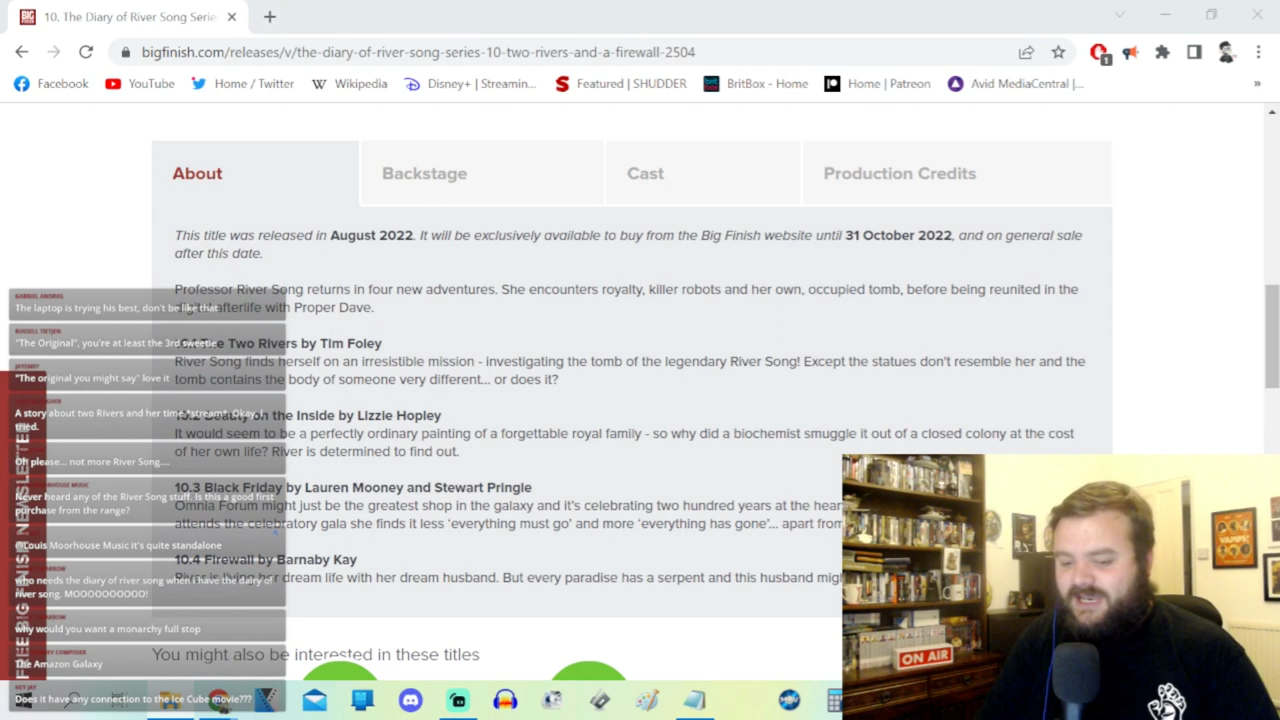 10. The Diary of River Song Serie
bigfinish.com/releases/v/the-diary-of-river-song-series-10-two-rivers-and-a-firewall-2504
1
Facebook
YouTube
Home / Twitter
Wikipedia
Disney+ | Streamin...
Featured | SHUDDER
BritBox - Home
Home | Patreon
Avid MediaCentral |...
About
Backstage
Cast
Production Credits
This title was released in August 2022. It will be exclusively available to buy from the Big Finish website until 31 October 2022, and on general sale
after this date.
Professor River Song returns in four new adventures. She encounters royalty, killer robots and her own, occupied tomb, before being reunited in the
afterlife with Proper Dave.
Two Rivers by Tim Foley
River Song finds herself on an irresistible mission - investigating the tomb of the legendary River Song! Except the statues don't resemble her and the
tomb contains the body of someone very different... or does it?
on the Inside by Lizzie Hopley
It would seem to be a perfectly ordinary painting of a forgettable royal family - so why did a biochemist smuggle it out of a closed colony at the cost
of her own life? River is determined to find out.
10.3 Black Friday by Lauren Mooney and Stewart Pringle
Omnia Forum might just be the greatest shop in the galaxy and it's celebrating two hundred years at the hear
attends the celebratory gala she finds it less 'everything must go' and more 'everything has gone'... apart from
10.4 Firewall by Barnaby Kay
River is living her dream life with her dream husband. But every paradise has a serpent and this husband mig
You might also be interested in these titles
GABRIEL ANDRIEL
The laptop is trying his best, don't be like that
RUSSELL TIETJEN
"The Original", you're at least the 3rd sweetie
"The original you might say" love it
A story about two Rivers and her time *stream*. Okay, I
tried.
Oh please... not more River Song....
Never heard any of the River Song stuff. Is this a good first
purchase from the range?
@Louis Moorhouse Music it's quite standalone
who needs the diary of river song when i have the diary of
river song. MOOOOOOOOOO!
why would you want a monarchy full stop
The Amazon Galaxy
Does it have any connection to the Ice Cube movie???
FREE BIG FINISH NEWSLETTER
ON AIR
VAMPS